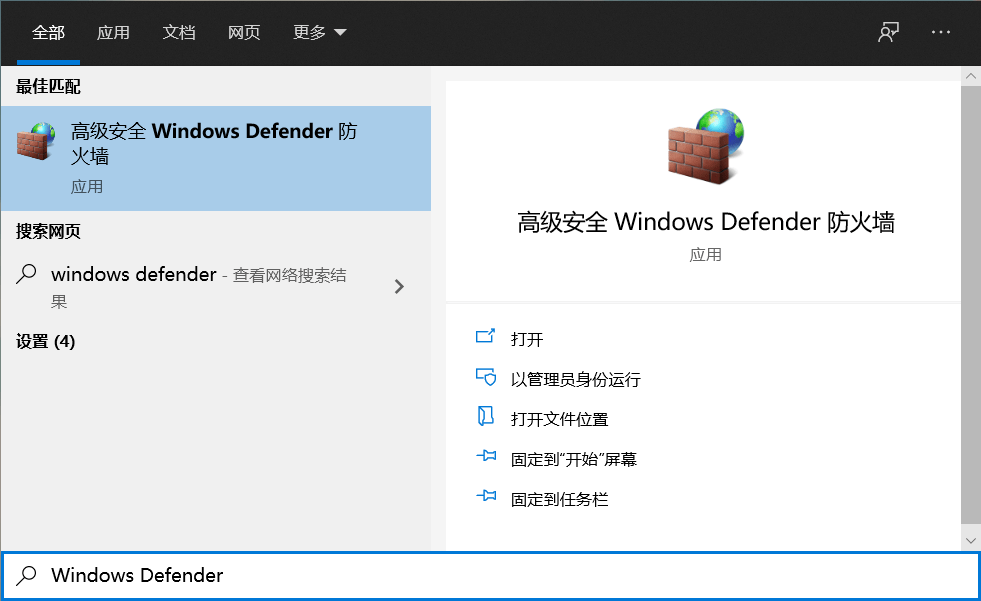 全部 应用 文档 网页 更多
最佳匹配
高级安全 Windows Defender 防
火墙
应用
搜索网页
windows defender - 查看网络搜索结
果
设置 (4)
高级安全 Windows Defender 防火墙
应用
打开
以管理员身份运行
打开文件位置
固定到“开始”屏幕
固定到任务栏
Windows Defender